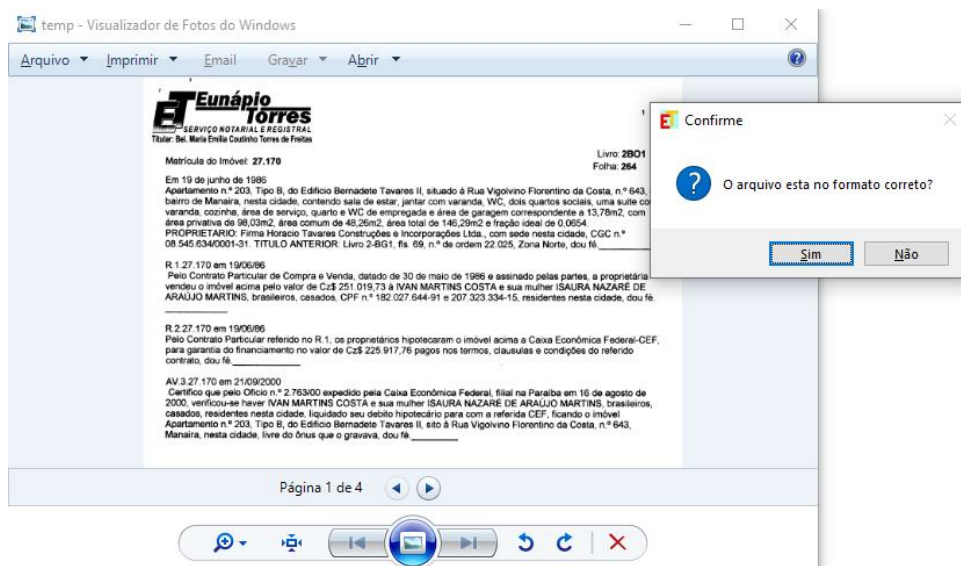 temp - Visualizador de Fotos do Windows
Arquivo Imprimir Email Gravar Abrir
ET Eunápio
Torres
SERVIÇO NOTARIAL E REGISTRAL
Titular: Bel. Maria Emilia Coutinho Torres de Freitas
1
Livro: 2BO1
Matrícula do Imóvel: 27.170
Folha: 264
Em 19 de junho de 1986
Apartamento n.º 203, Tipo B, do Edificio Bernadete Tavares II, situado à Rua Vigolvino Florentino da Costa, n.º 643,
bairro de Manaira, nesta cidade, contendo sala de estar, jantar com varanda, WC, dois quartos sociais, uma suite co
varanda, cozinha, área de serviço, quarto e WC de empregada e área de garagem correspondente a 13,78m2, com
área privativa de 98,03m2, área comum de 48,26m2, área total de 146,29m2 e fração ideal de 0,0654.
PROPRIETARIO: Firma Horacio Tavares Construções e Incorporações Ltda., com sede nesta cidade, CGC n.º
08.545.634/0001-31. TITULO ANTERIOR: Livro 2-BG1, fls. 69, n.º de ordem 22.025, Zona Norte, dou fé.
R.1.27.170 em 19/06/86
Pelo Contrato Particular de Compra e Venda, datado de 30 de maio de 1986 e assinado pelas partes, a proprietária
vendeu o imóvel acima pelo valor de Cz$ 251.019,73 à IVAN MARTINS COSTA e sua mulher ISAURA NAZARÉ DE
ARAÚJO MARTINS, brasileiros, casados, CPF n.º 182.027.644-91 e 207.323.334-15, residentes nesta cidade, dou fé.
R.2.27.170 em 19/06/86
Pelo Contrato Particular referido no R.1, os proprietários hipotecaram o imóvel acima a Caixa Econômica Federal-CEF,
para garantia do financiamento no valor de Cz$ 225.917,76 pagos nos termos, clausulas e condições do referido
contrato, dou fé.
AV.3.27.170 em 21/09/2000
Certifico que pelo Oficio n.º 2.763/00 expedido pela Caixa Econômica Federal, filial na Paraíba em 16 de agosto de
2000, verificou-se haver IVAN MARTINS COSTA e sua mulher ISAURA NAZARÉ DE ARAÚJO MARTINS, brasileiros,
casados, residentes nesta cidade, liquidado seu debito hipotecário para com a referida CEF, ficando o imóvel
Apartamento n.º 203, Tipo B, do Edificio Bernadete Tavares II, sito à Rua Vigolvino Florentino da Costa, n.º 643,
Manaira, nesta cidade, livre do ônus que o gravava, dou fé.
Página 1 de 4
ET Confirme
O arquivo esta no formato correto?
Sim Não